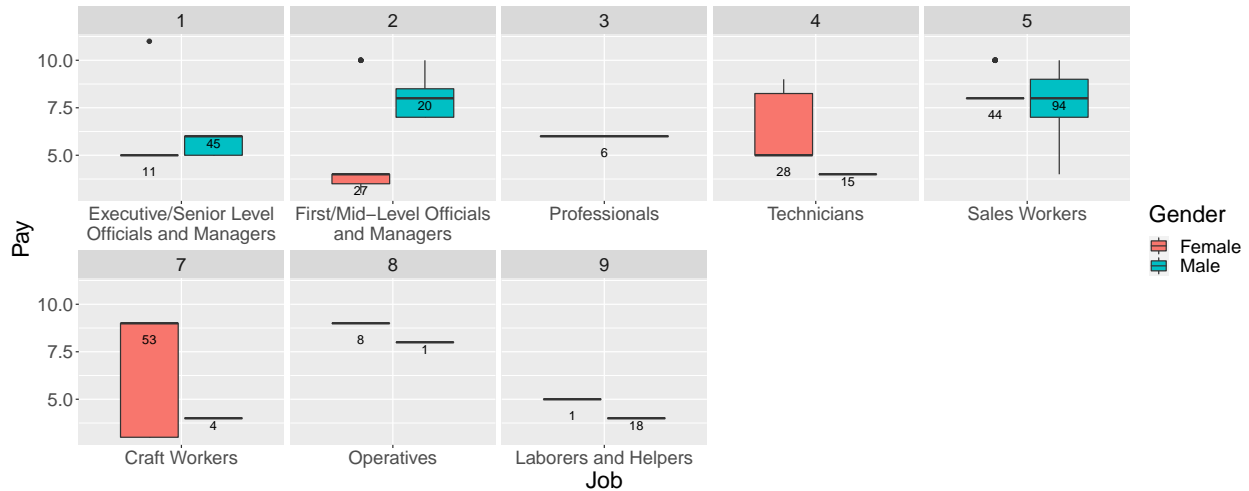 1 2 3 4 5
10.0
7.5
5.0
11 45 27 20 6 28 15 44 94
Executive/Senior Level
Officials and Managers
First/Mid−Level Officials
and Managers
Professionals
Technicians
Sales Workers
7 8 9
10.0
7.5
5.0
53 4 8 1 1 18
Craft Workers
Operatives
Laborers and Helpers
Job
Pay
Gender
Female
Male